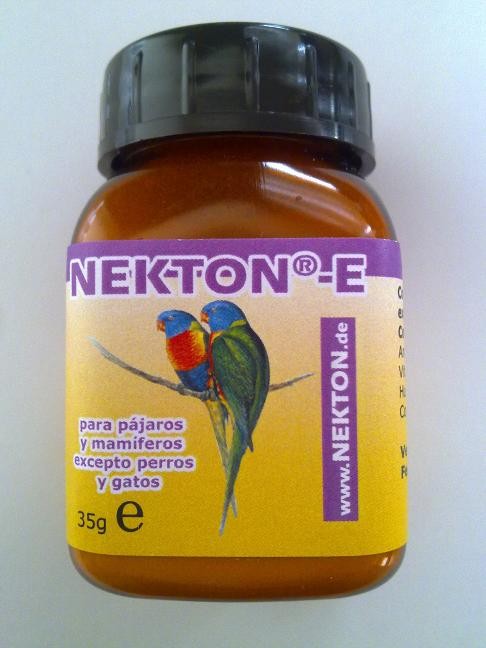 NEKTON®-E
para pájaros
y mamíferos
excepto perros
y gatos
35g e
www.NEKTON.de